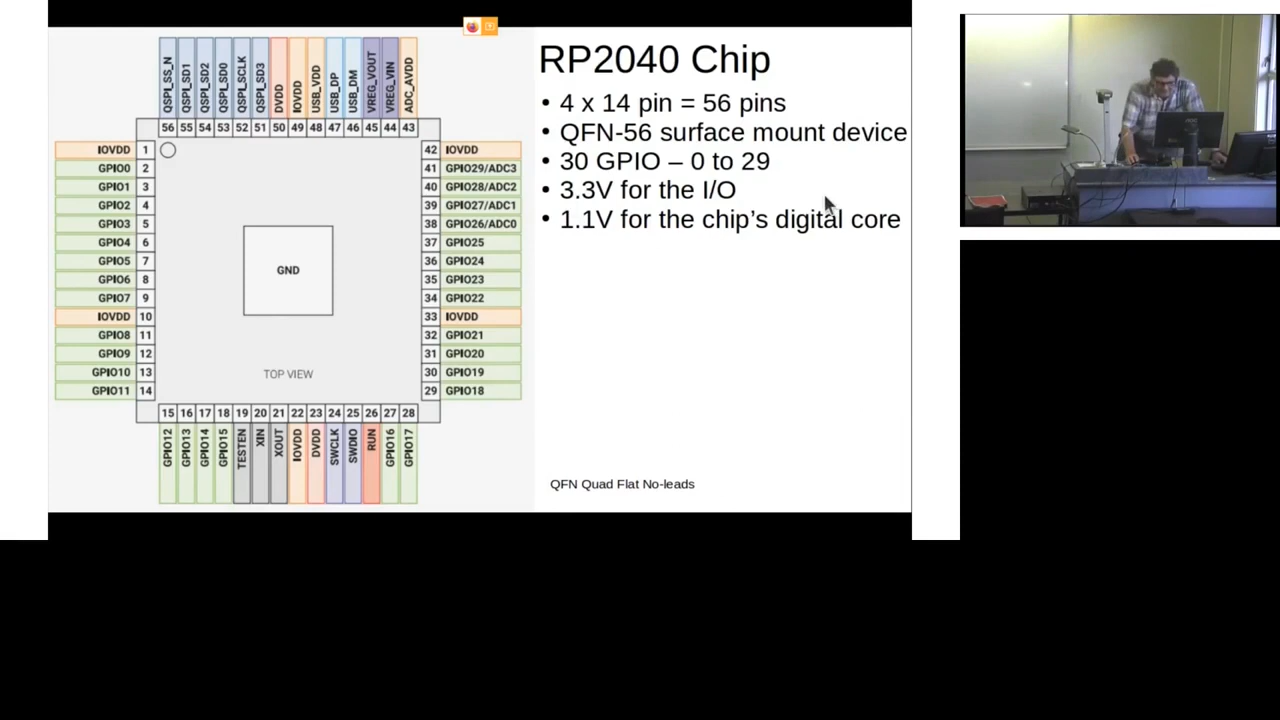 RP2040 Chip
• 4 x 14 pin = 56 pins
• QFN-56 surface mount device
• 30 GPIO – 0 to 29
• 3.3V for the I/O
• 1.1V for the chip's digital core
QFN Quad Flat No-leads
QSPI_SS_N
QSPI_SD1
QSPI_SD2
QSPI_SD0
QSPI_SCLK
QSPI_SD3
DVDD
IOVDD
USB_VDD
USB_DP
USB_DM
VREG_VOUT
VREG_VIN
ADC_AVDD
56 55 54 53 52 51 50 49 48 47 46 45 44 43
IOVDD 1
GPIO0 2
GPIO1 3
GPIO2 4
GPIO3 5
GPIO4 6
GPIO5 7
GPIO6 8
GPIO7 9
IOVDD 10
GPIO8 11
GPIO9 12
GPIO10 13
GPIO11 14
GND
TOP VIEW
42 IOVDD
41 GPIO29/ADC3
40 GPIO28/ADC2
39 GPIO27/ADC1
38 GPIO26/ADC0
37 GPIO25
36 GPIO24
35 GPIO23
34 GPIO22
33 IOVDD
32 GPIO21
31 GPIO20
30 GPIO19
29 GPIO18
15 16 17 18 19 20 21 22 23 24 25 26 27 28
GPIO12
GPIO13
GPIO14
GPIO15
TESTEN
XIN
XOUT
IOVDD
DVDD
SWCLK
SWDIO
RUN
GPIO16
GPIO17